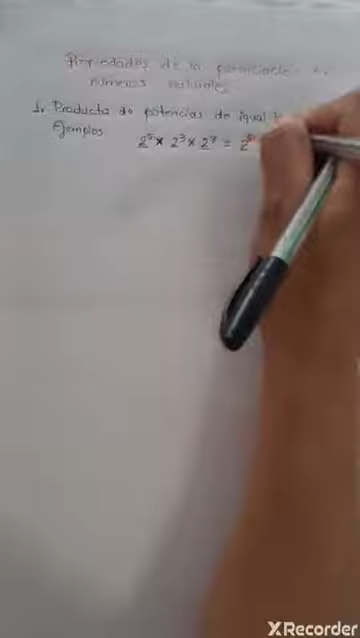 Propiedades de la potenciación en
números naturales
1. Producto de potencias de igual
Ejemplos 2⁵ × 2³ × 2⁷ = 2
XRecorder